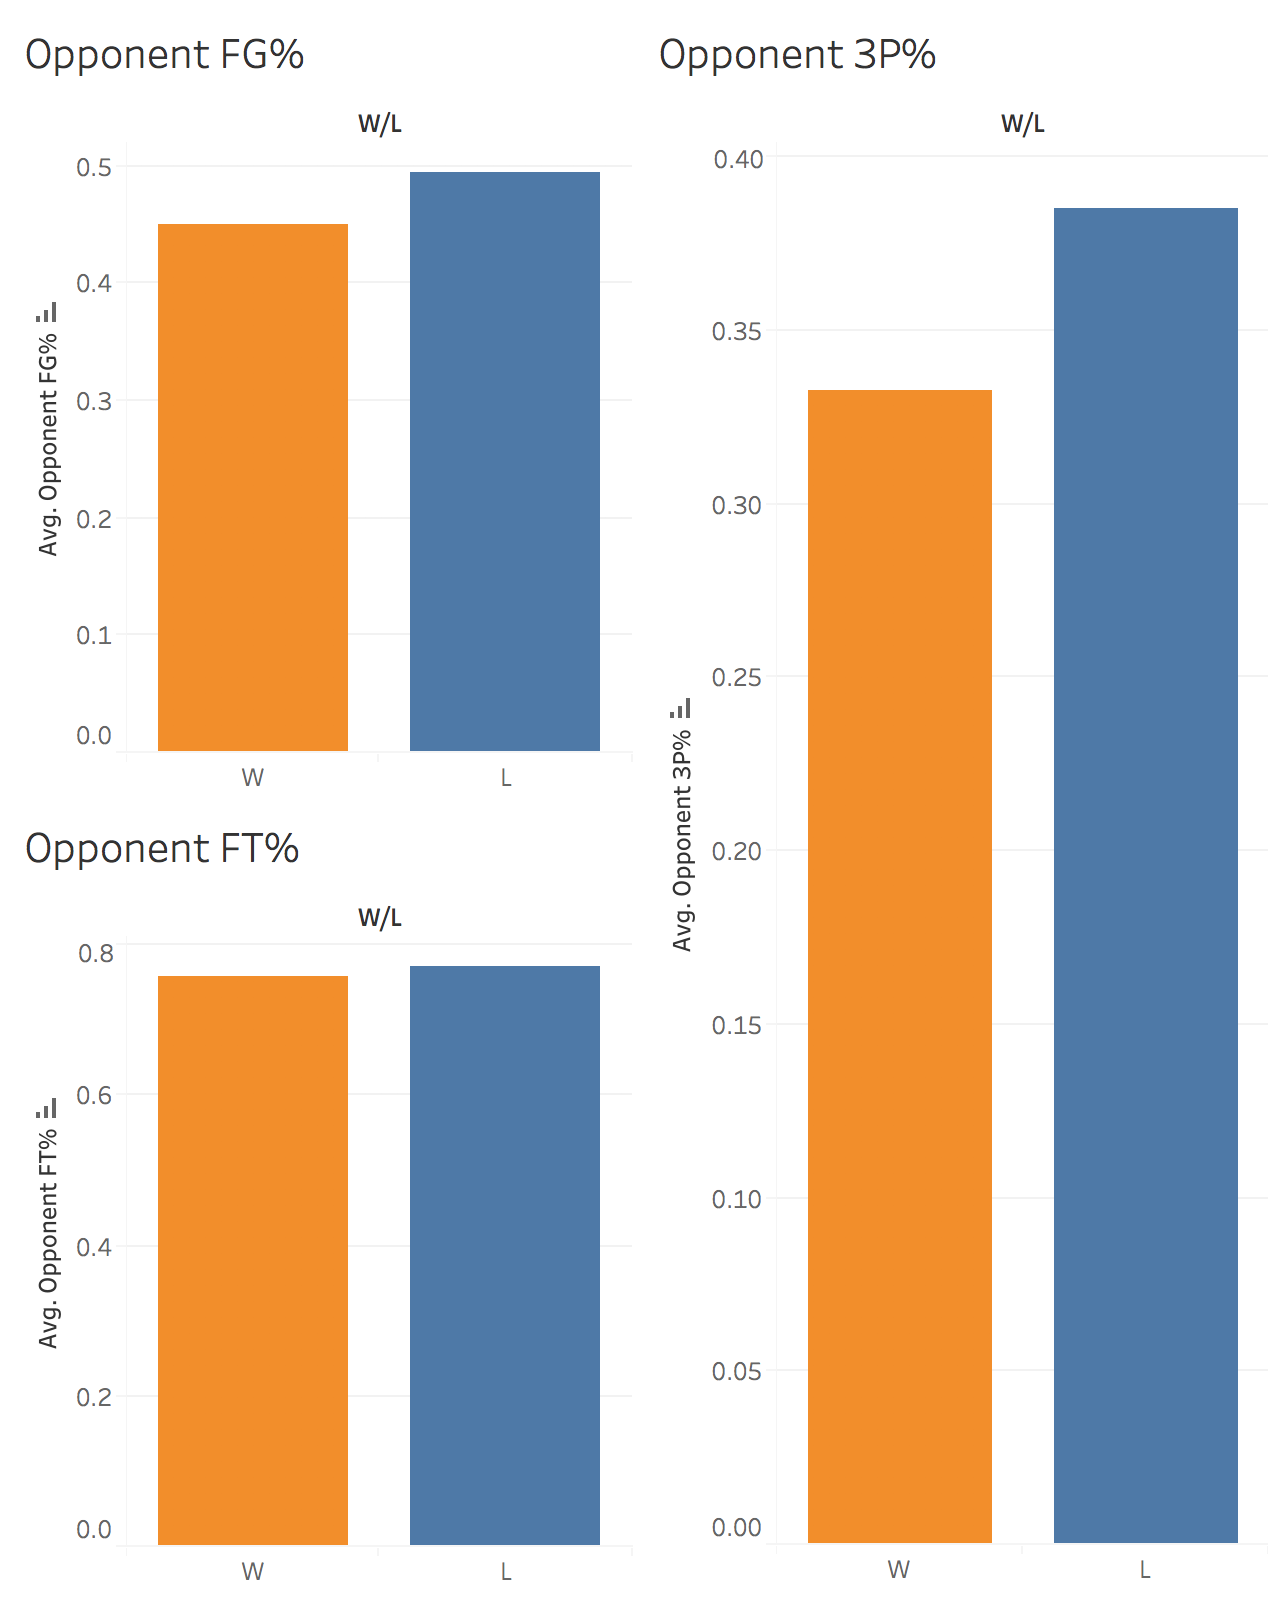 Opponent FG%
W/L
0.5
0.4
0.3
0.2
0.1
0.0
Avg. Opponent FG%
W L
Opponent FT%
W/L
0.8
0.6
0.4
0.2
0.0
Avg. Opponent FT%
W L
Opponent 3P%
W/L
0.40
0.35
0.30
0.25
0.20
0.15
0.10
0.05
0.00
Avg. Opponent 3P%
W L